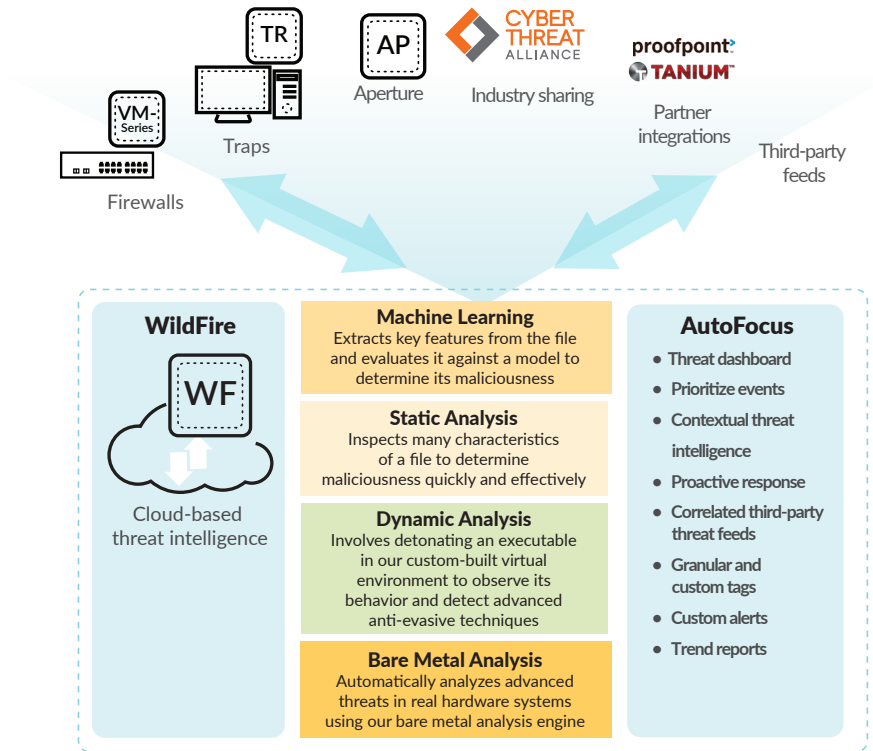 TR
AP
CYBER
THREAT
ALLIANCE
proofpoint
TANIUM™
VM-
Series
Firewalls
Traps
Aperture
Industry sharing
Partner
integrations
Third-party
feeds
WildFire
WF
Cloud-based
threat intelligence
Machine Learning
Extracts key features from the file
and evaluates it against a model to
determine its maliciousness
Static Analysis
Inspects many characteristics
of a file to determine
maliciousness quickly and effectively
Dynamic Analysis
Involves detonating an executable
in our custom-built virtual
environment to observe its
behavior and detect advanced
anti-evasive techniques
Bare Metal Analysis
Automatically analyzes advanced
threats in real hardware systems
using our bare metal analysis engine
AutoFocus
• Threat dashboard
• Prioritize events
• Contextual threat
intelligence
• Proactive response
• Correlated third-party
threat feeds
• Granular and
custom tags
• Custom alerts
• Trend reports